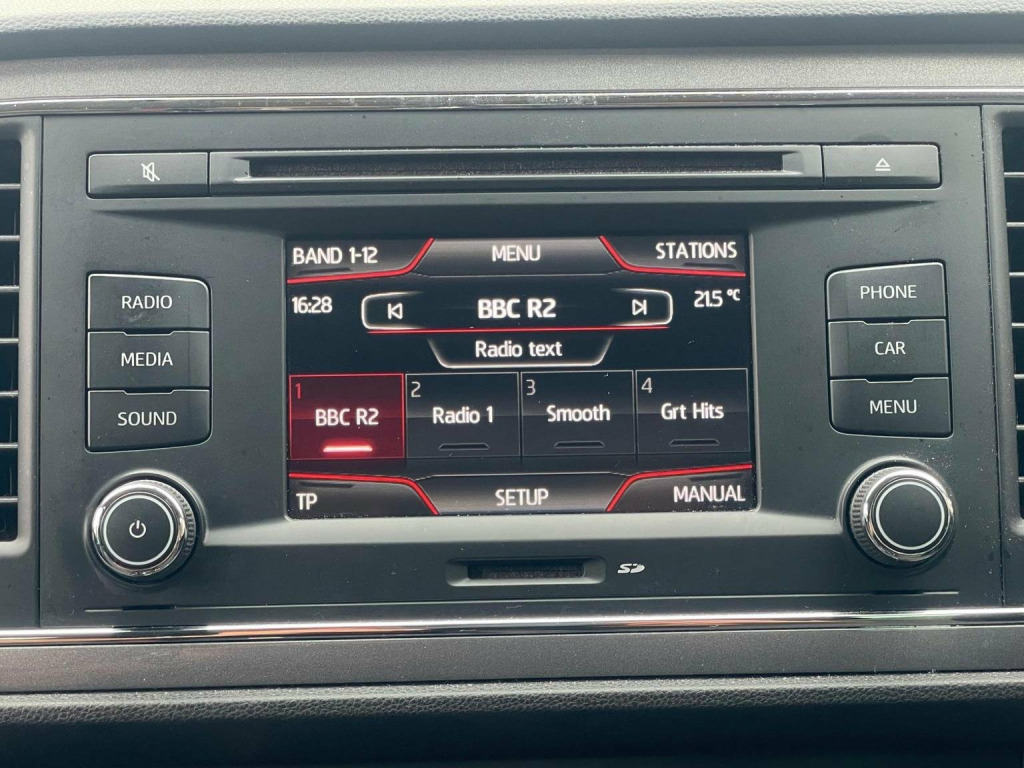 BAND 1-12 MENU STATIONS
16:28 BBC R2 21.5 °C
Radio text
RADIO
MEDIA
SOUND
1 BBC R2
2 Radio 1
3 Smooth
4 Grt Hits
TP SETUP MANUAL
PHONE
CAR
MENU
SD